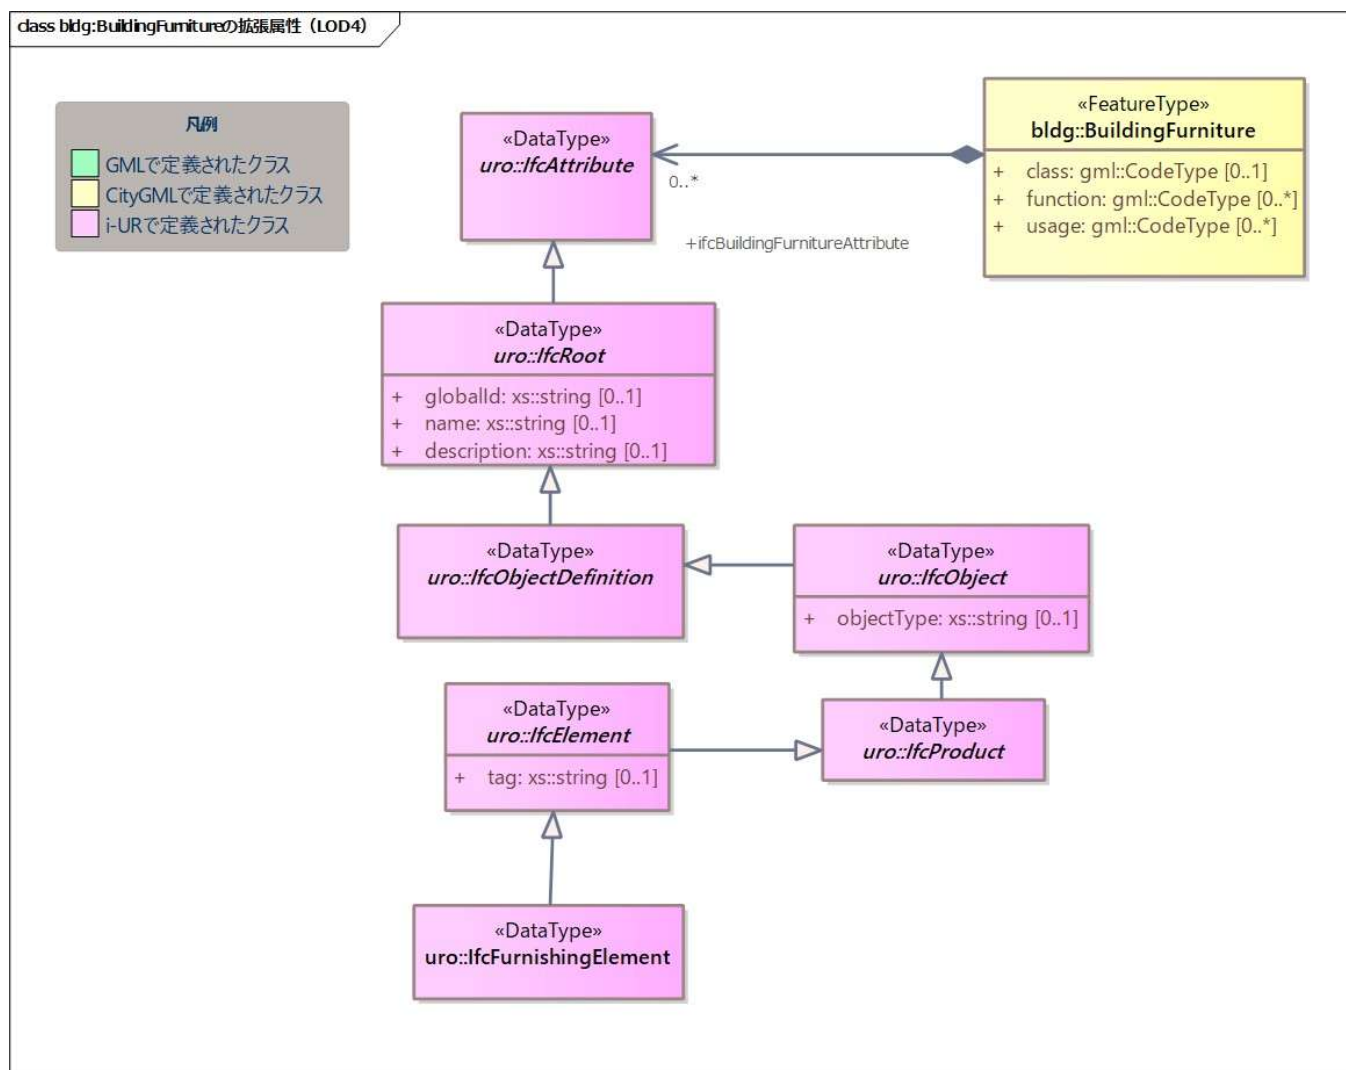 class bldg:BuildingFurnitureの拡張属性（LOD4）
凡例
GMLで定義されたクラス
CityGMLで定義されたクラス
i-URで定義されたクラス
«DataType»
uro::IfcAttribute
0..*
+ifcBuildingFurnitureAttribute
«FeatureType»
bldg::BuildingFurniture
+ class: gml::CodeType [0..1]
+ function: gml::CodeType [0..*]
+ usage: gml::CodeType [0..*]
«DataType»
uro::IfcRoot
+ globalId: xs::string [0..1]
+ name: xs::string [0..1]
+ description: xs::string [0..1]
«DataType»
uro::IfcObjectDefinition
«DataType»
uro::IfcObject
+ objectType: xs::string [0..1]
«DataType»
uro::IfcElement
+ tag: xs::string [0..1]
«DataType»
uro::IfcProduct
«DataType»
uro::IfcFurnishingElement